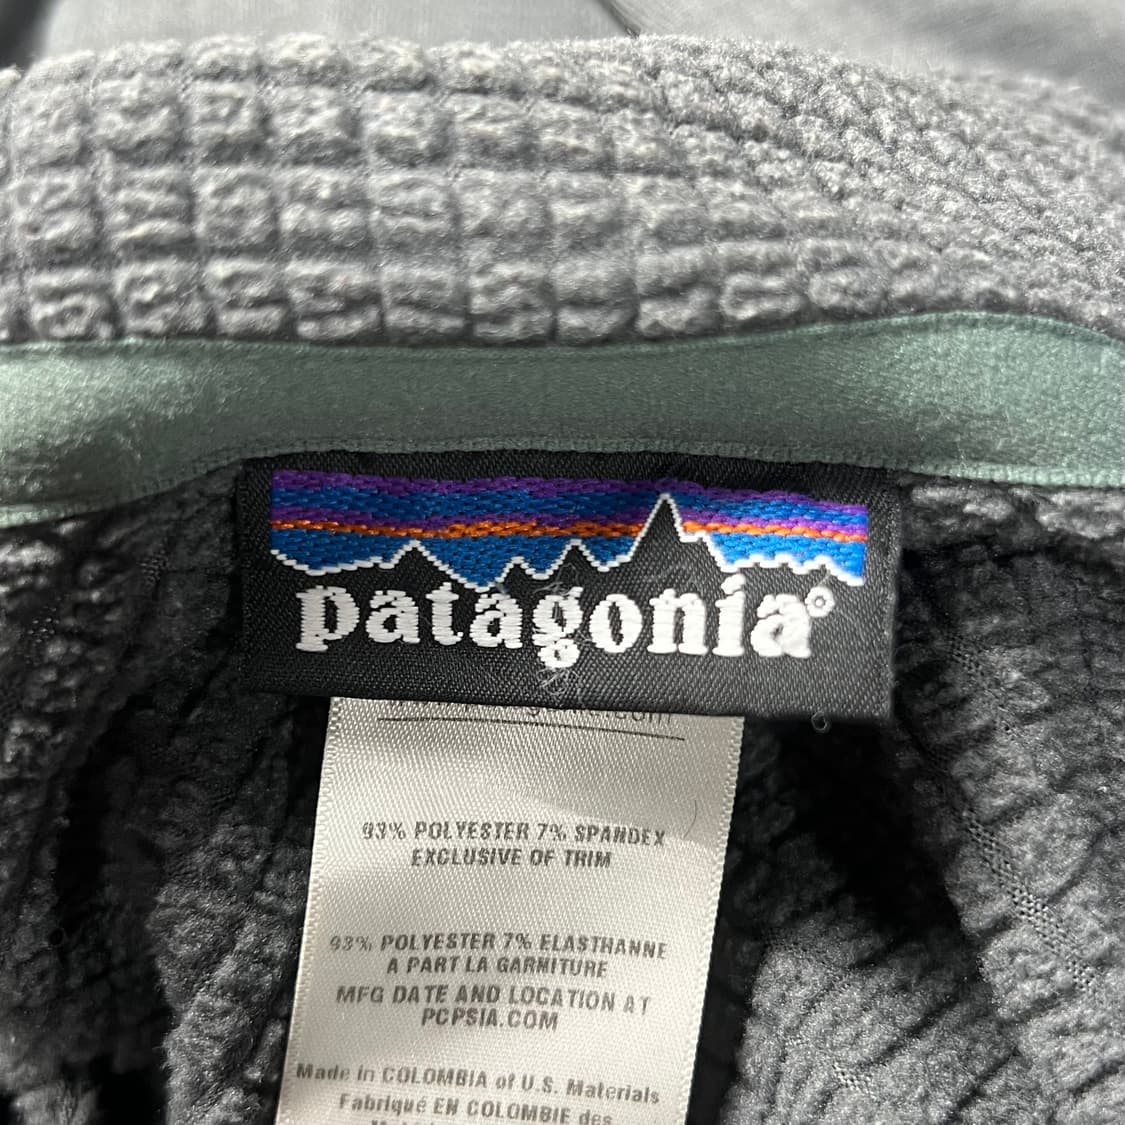 patagonia®
93% POLYESTER 7% SPANDEX
EXCLUSIVE OF TRIM
93% POLYESTER 7% ELASTHANNE
A PART LA GARNITURE
MFG DATE AND LOCATION AT
PCPSIA.COM
Made in COLOMBIA of U.S. Materials
Fabriqué EN COLOMBIE des